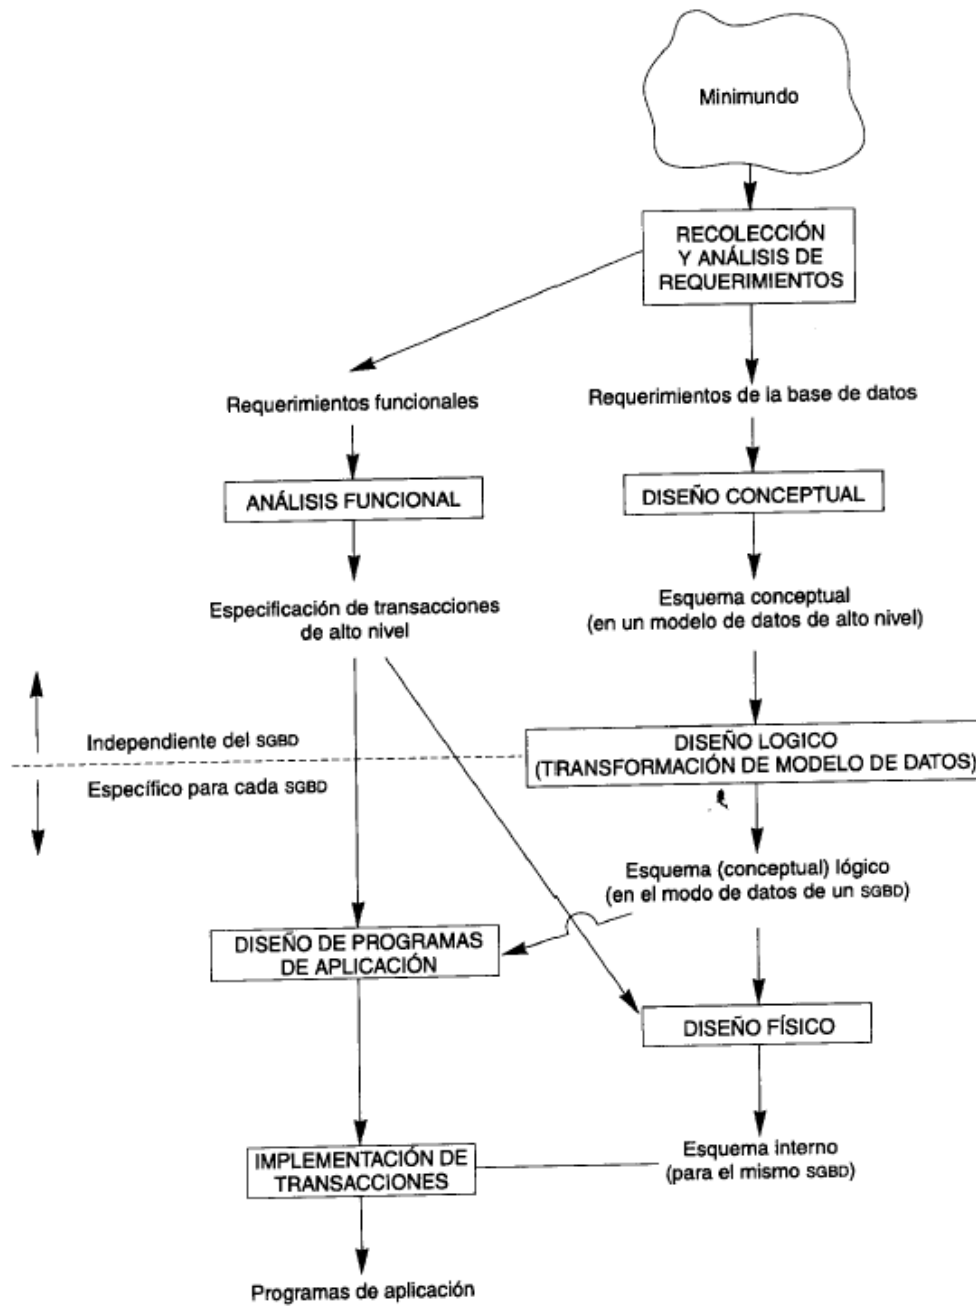 Minimundo
RECOLECCIÓN
Y ANÁLISIS DE
REQUERIMIENTOS
Requerimientos funcionales
Requerimientos de la base de datos
ANÁLISIS FUNCIONAL
DISEÑO CONCEPTUAL
Especificación de transacciones
de alto nivel
Esquema conceptual
(en un modelo de datos de alto nivel)
Independiente del SGBD
Específico para cada SGBD
DISEÑO LOGICO
(TRANSFORMACIÓN DE MODELO DE DATOS)
Esquema (conceptual) lógico
(en el modo de datos de un SGBD)
DISEÑO DE PROGRAMAS
DE APLICACIÓN
DISEÑO FÍSICO
IMPLEMENTACIÓN DE
TRANSACCIONES
Esquema interno
(para el mismo SGBD)
Programas de aplicación